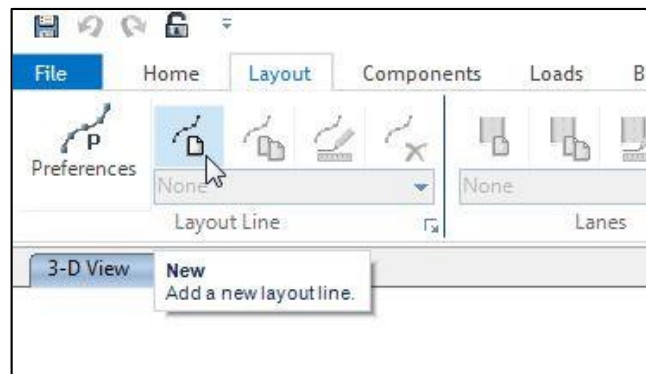 File Home Layout Components Loads B
P
Preferences
None None
Layout Line Lanes
3-D View
New
Add a new layout line.